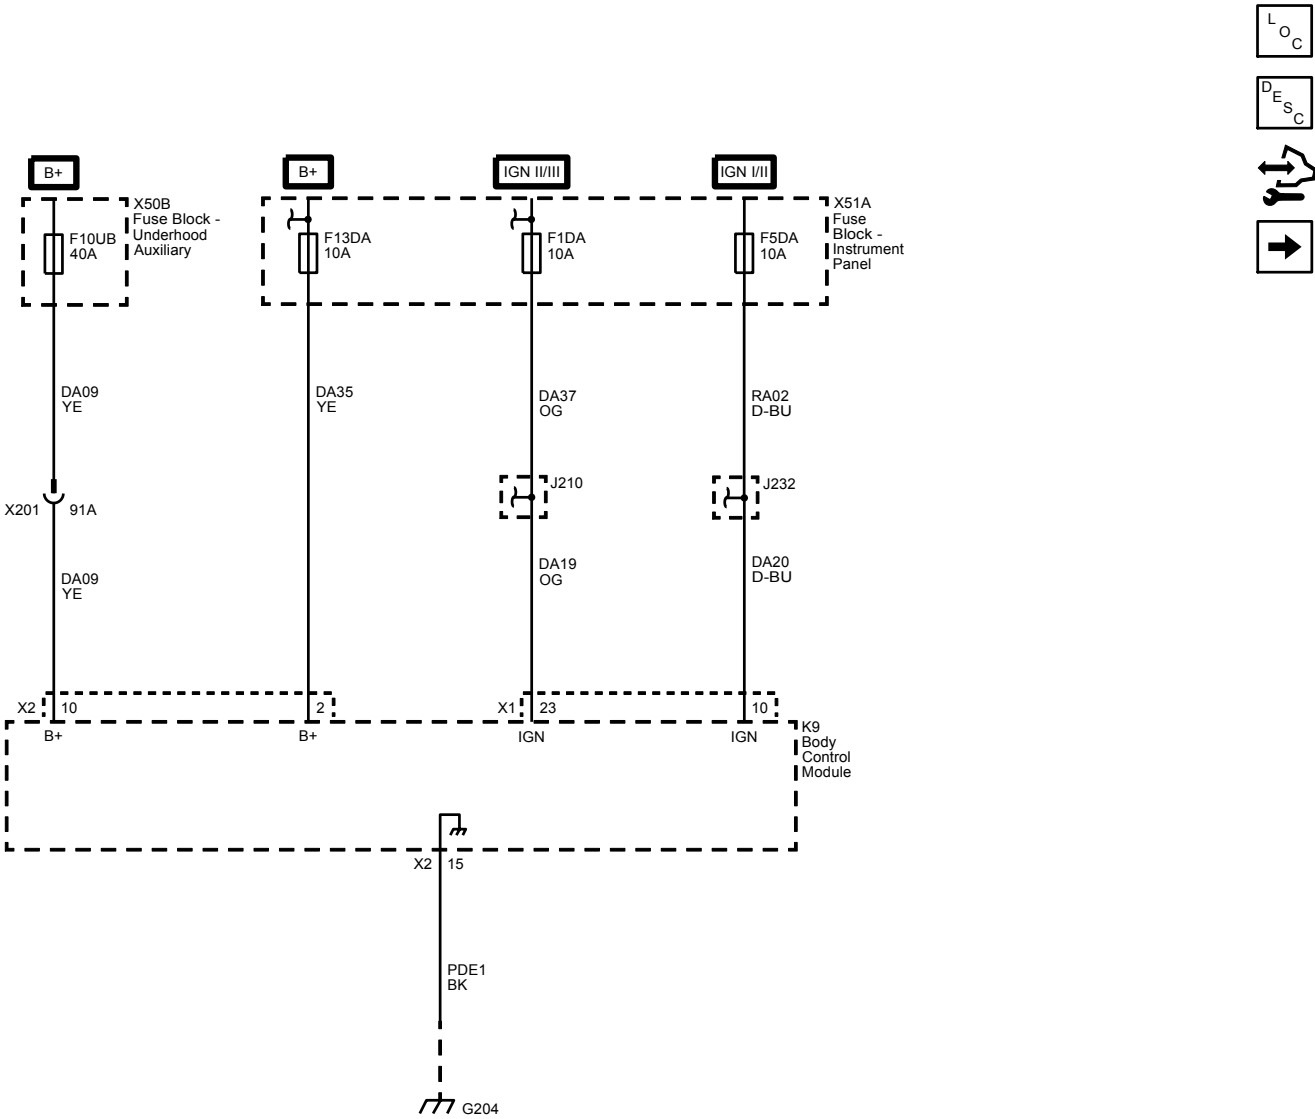 L
O
C
D
E
S
C
B+
B+
IGN II/III
IGN I/II
X50B
Fuse Block -
Underhood
Auxiliary
F10UB
40A
F13DA
10A
F1DA
10A
F5DA
10A
X51A
Fuse
Block -
Instrument
Panel
DA09
YE
DA35
YE
DA37
OG
RA02
D-BU
X201
91A
J210
J232
DA09
YE
DA19
OG
DA20
D-BU
X2
10
2
X1
23
10
B+
B+
IGN
IGN
K9
Body
Control
Module
X2
15
PDE1
BK
G204